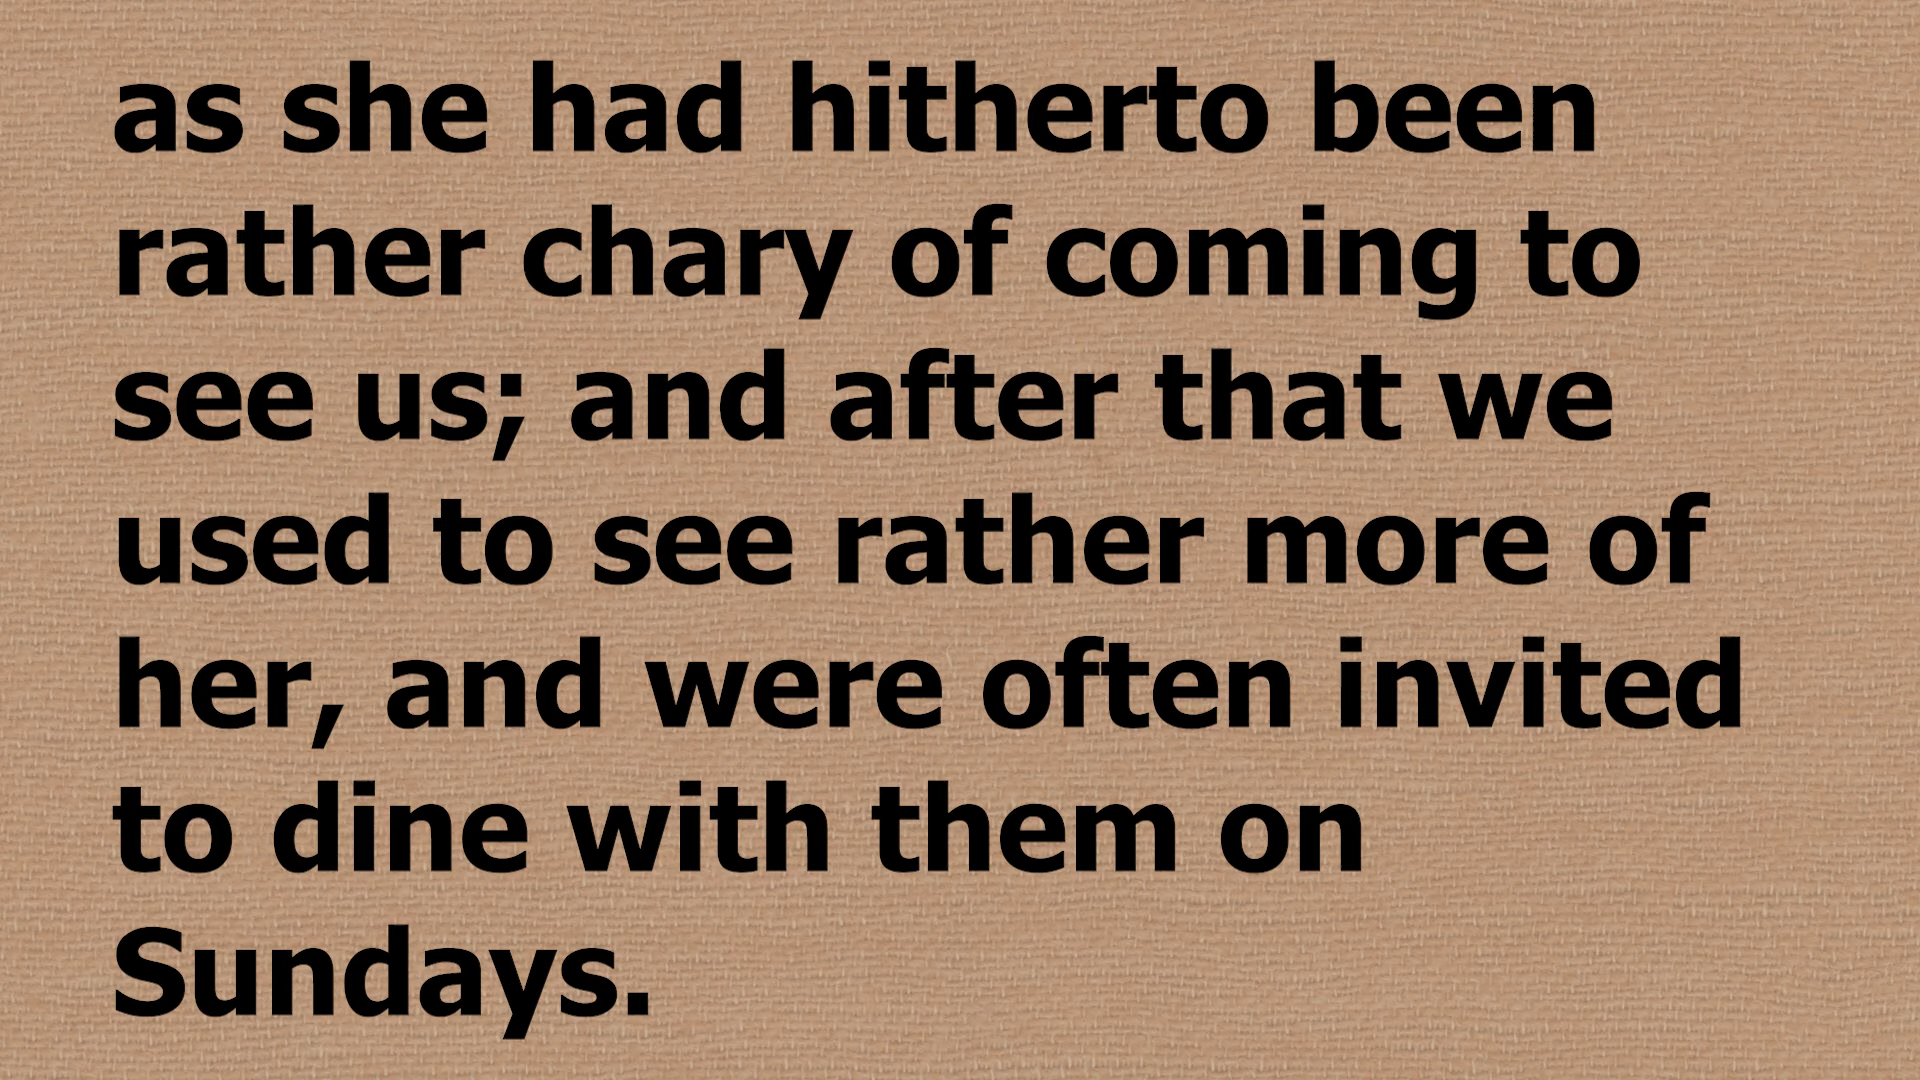 as she had hitherto been
rather chary of coming to
see us; and after that we
used to see rather more of
her, and were often invited
to dine with them on
Sundays.